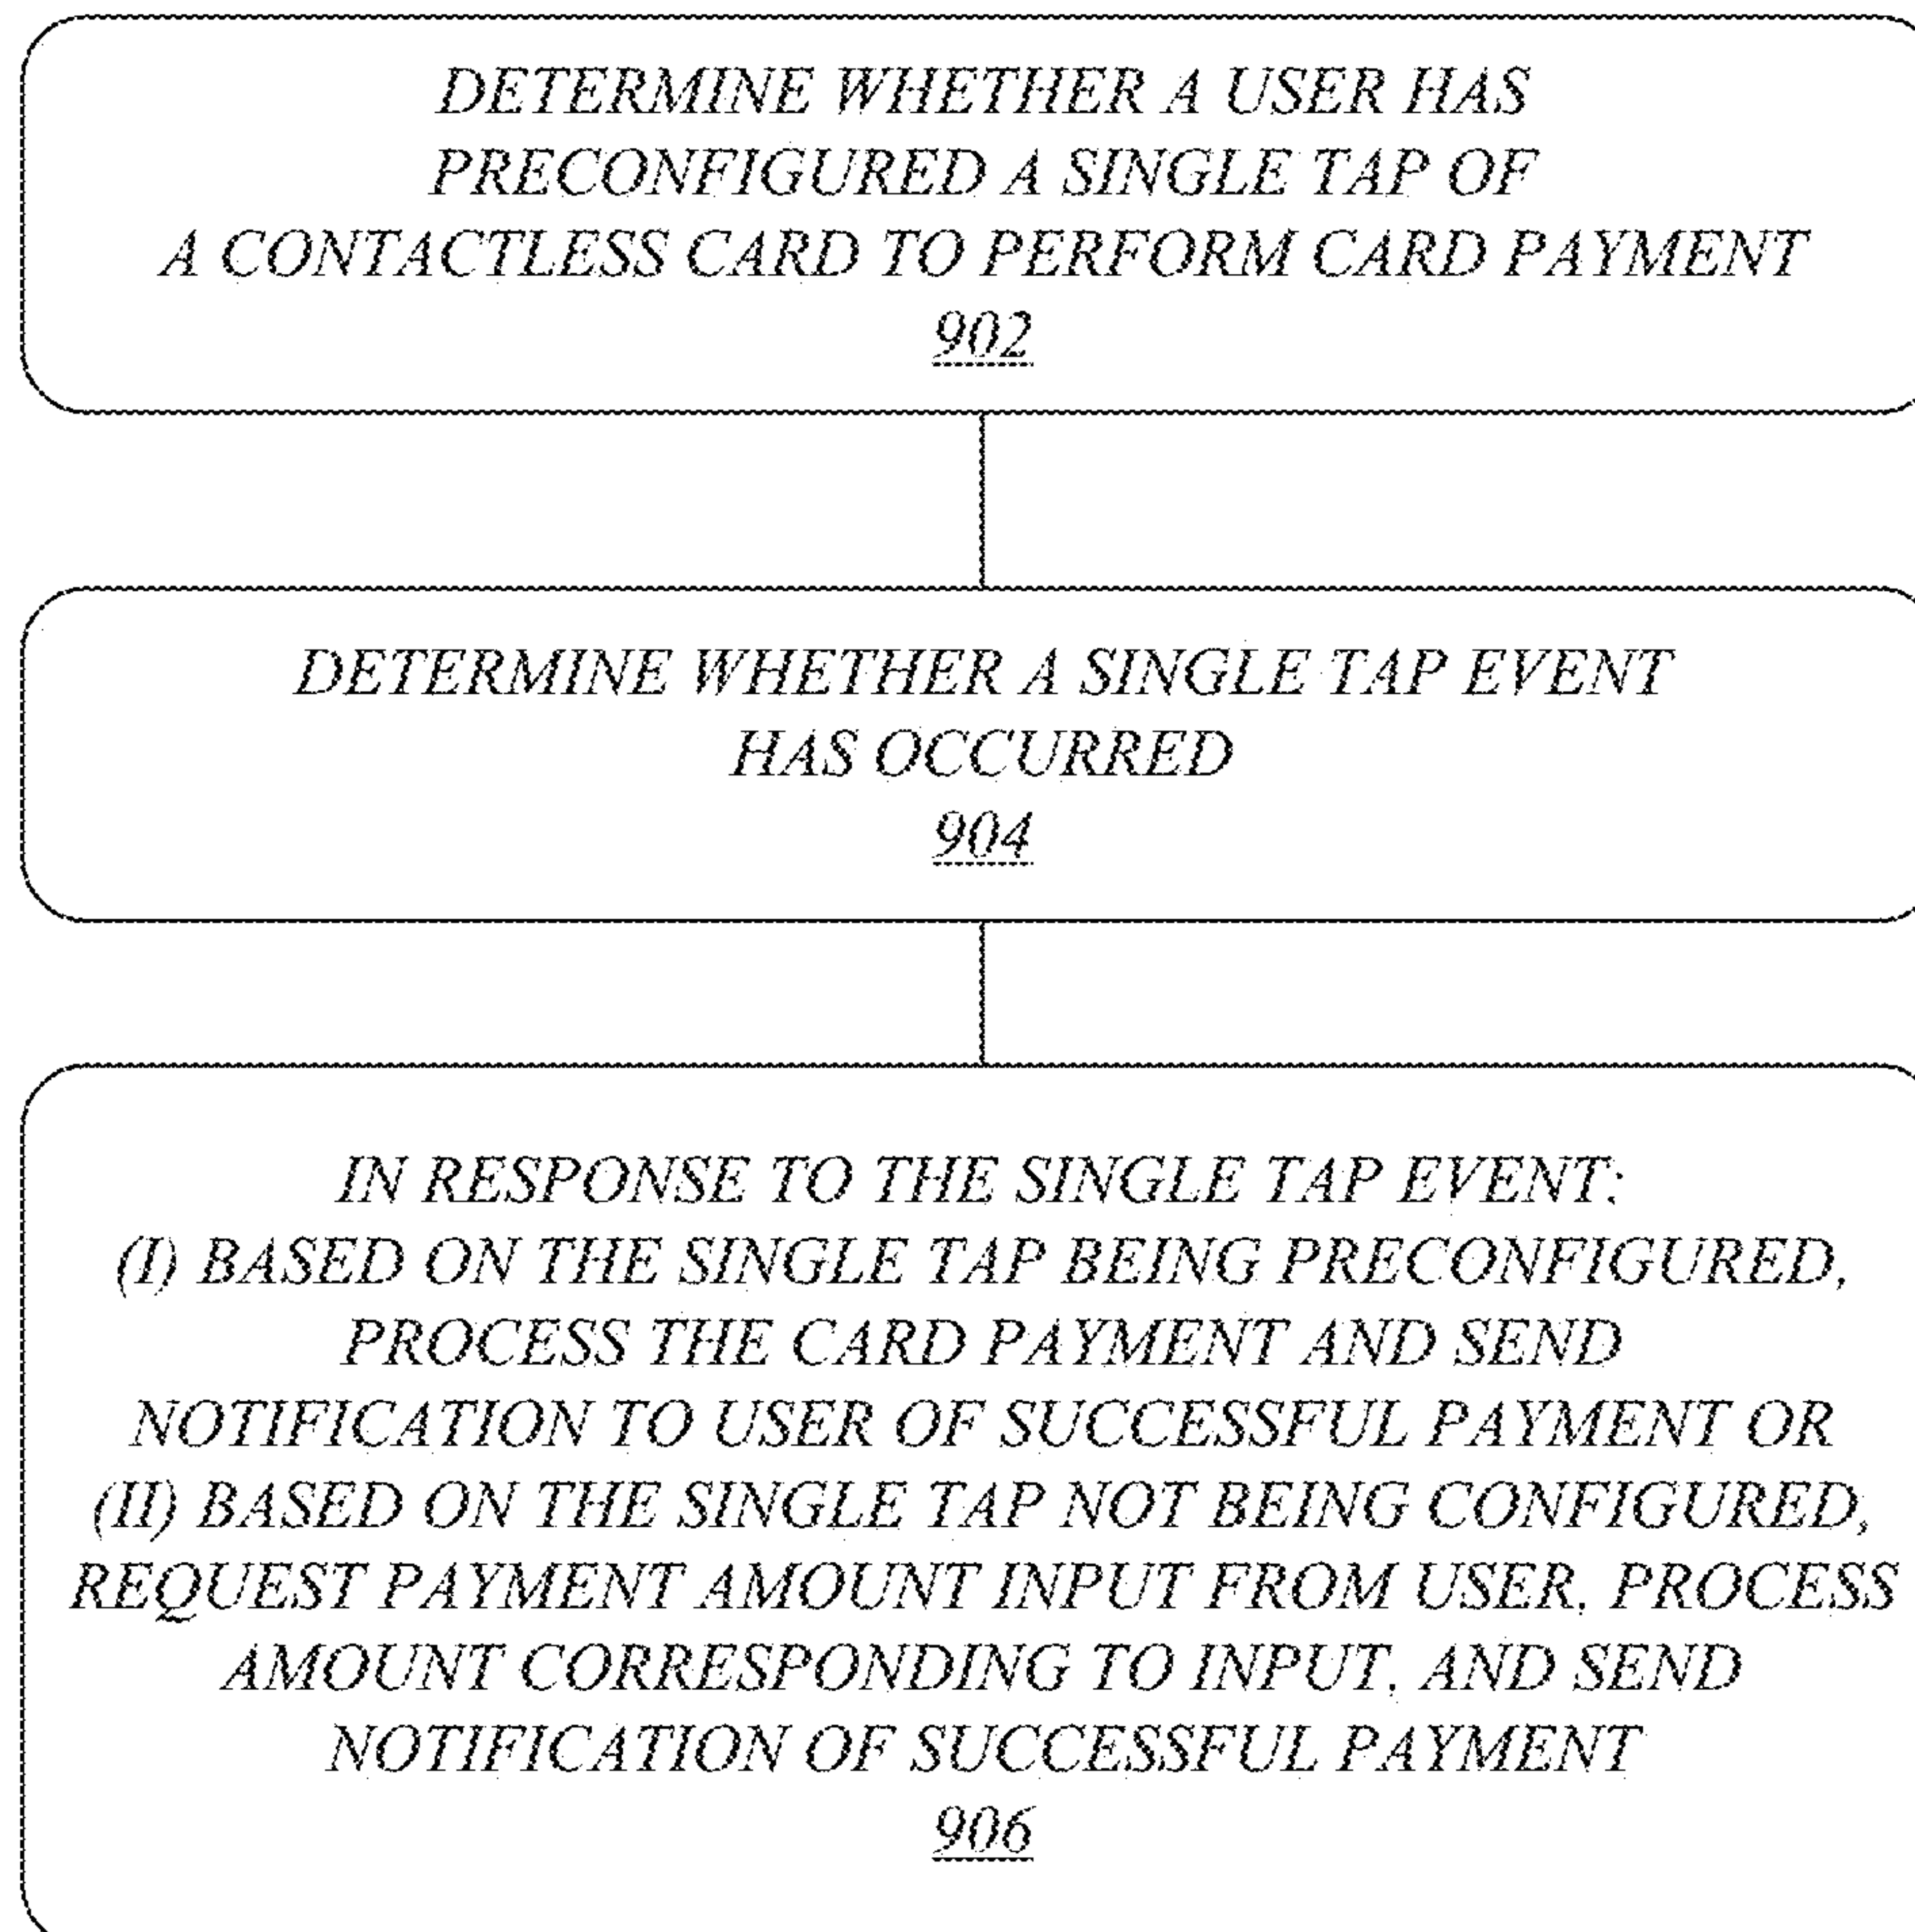 DETERMINE WHETHER A USER HAS
PRECONFIGURED A SINGLE TAP OF
A CONTACTLESS CARD TO PERFORM CARD PAYMENT
902
DETERMINE WHETHER A SINGLE TAP EVENT
HAS OCCURRED
904
IN RESPONSE TO THE SINGLE TAP EVENT:
(I) BASED ON THE SINGLE TAP BEING PRECONFIGURED,
PROCESS THE CARD PAYMENT AND SEND
NOTIFICATION TO USER OF SUCCESSFUL PAYMENT OR
(II) BASED ON THE SINGLE TAP NOT BEING CONFIGURED,
REQUEST PAYMENT AMOUNT INPUT FROM USER, PROCESS
AMOUNT CORRESPONDING TO INPUT, AND SEND
NOTIFICATION OF SUCCESSFUL PAYMENT
906